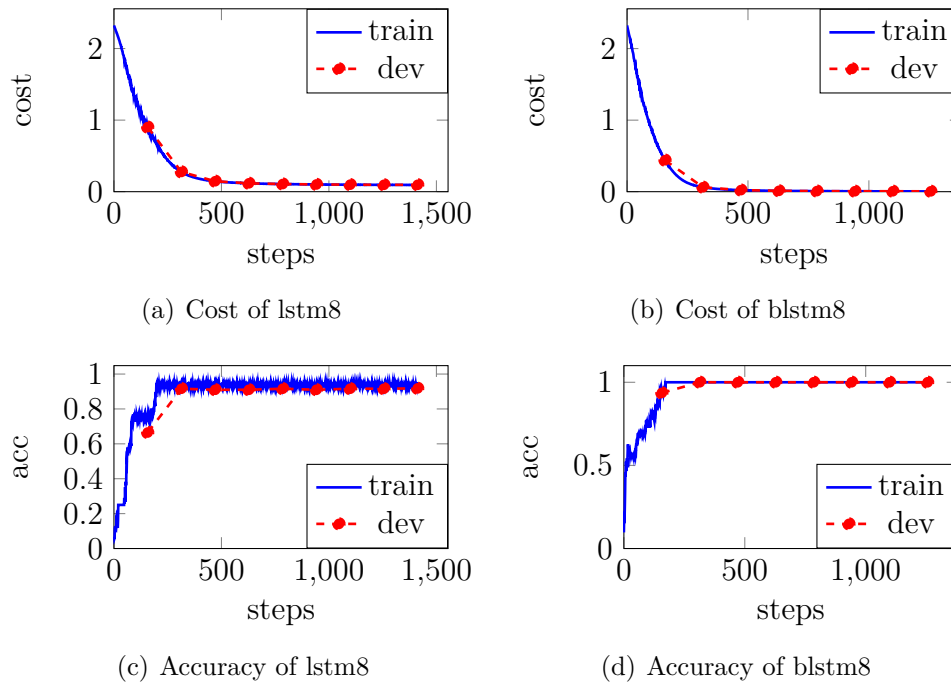 2
1
0
cost
0
500
1,000
1,500
steps
train
dev
(a) Cost of lstm8
2
1
0
cost
0
500
1,000
steps
train
dev
(b) Cost of blstm8
1
0.8
0.6
0.4
0.2
0
acc
0
500
1,000
1,500
steps
train
dev
(c) Accuracy of lstm8
1
0.5
0
acc
0
500
1,000
steps
train
dev
(d) Accuracy of blstm8